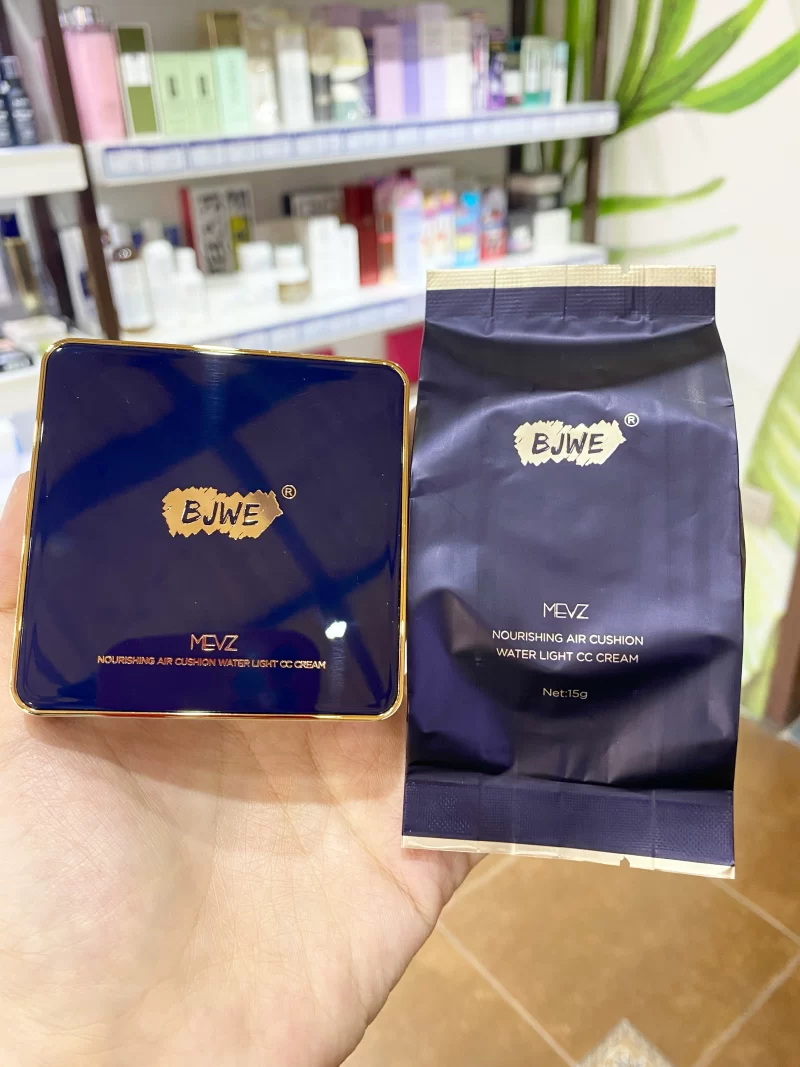 BJWE®
MEVZ
NOURISHING AIR CUSHION WATER LIGHT CC CREAM
BJWE®
MEVZ
NOURISHING AIR CUSHION
WATER LIGHT CC CREAM
Net:15g